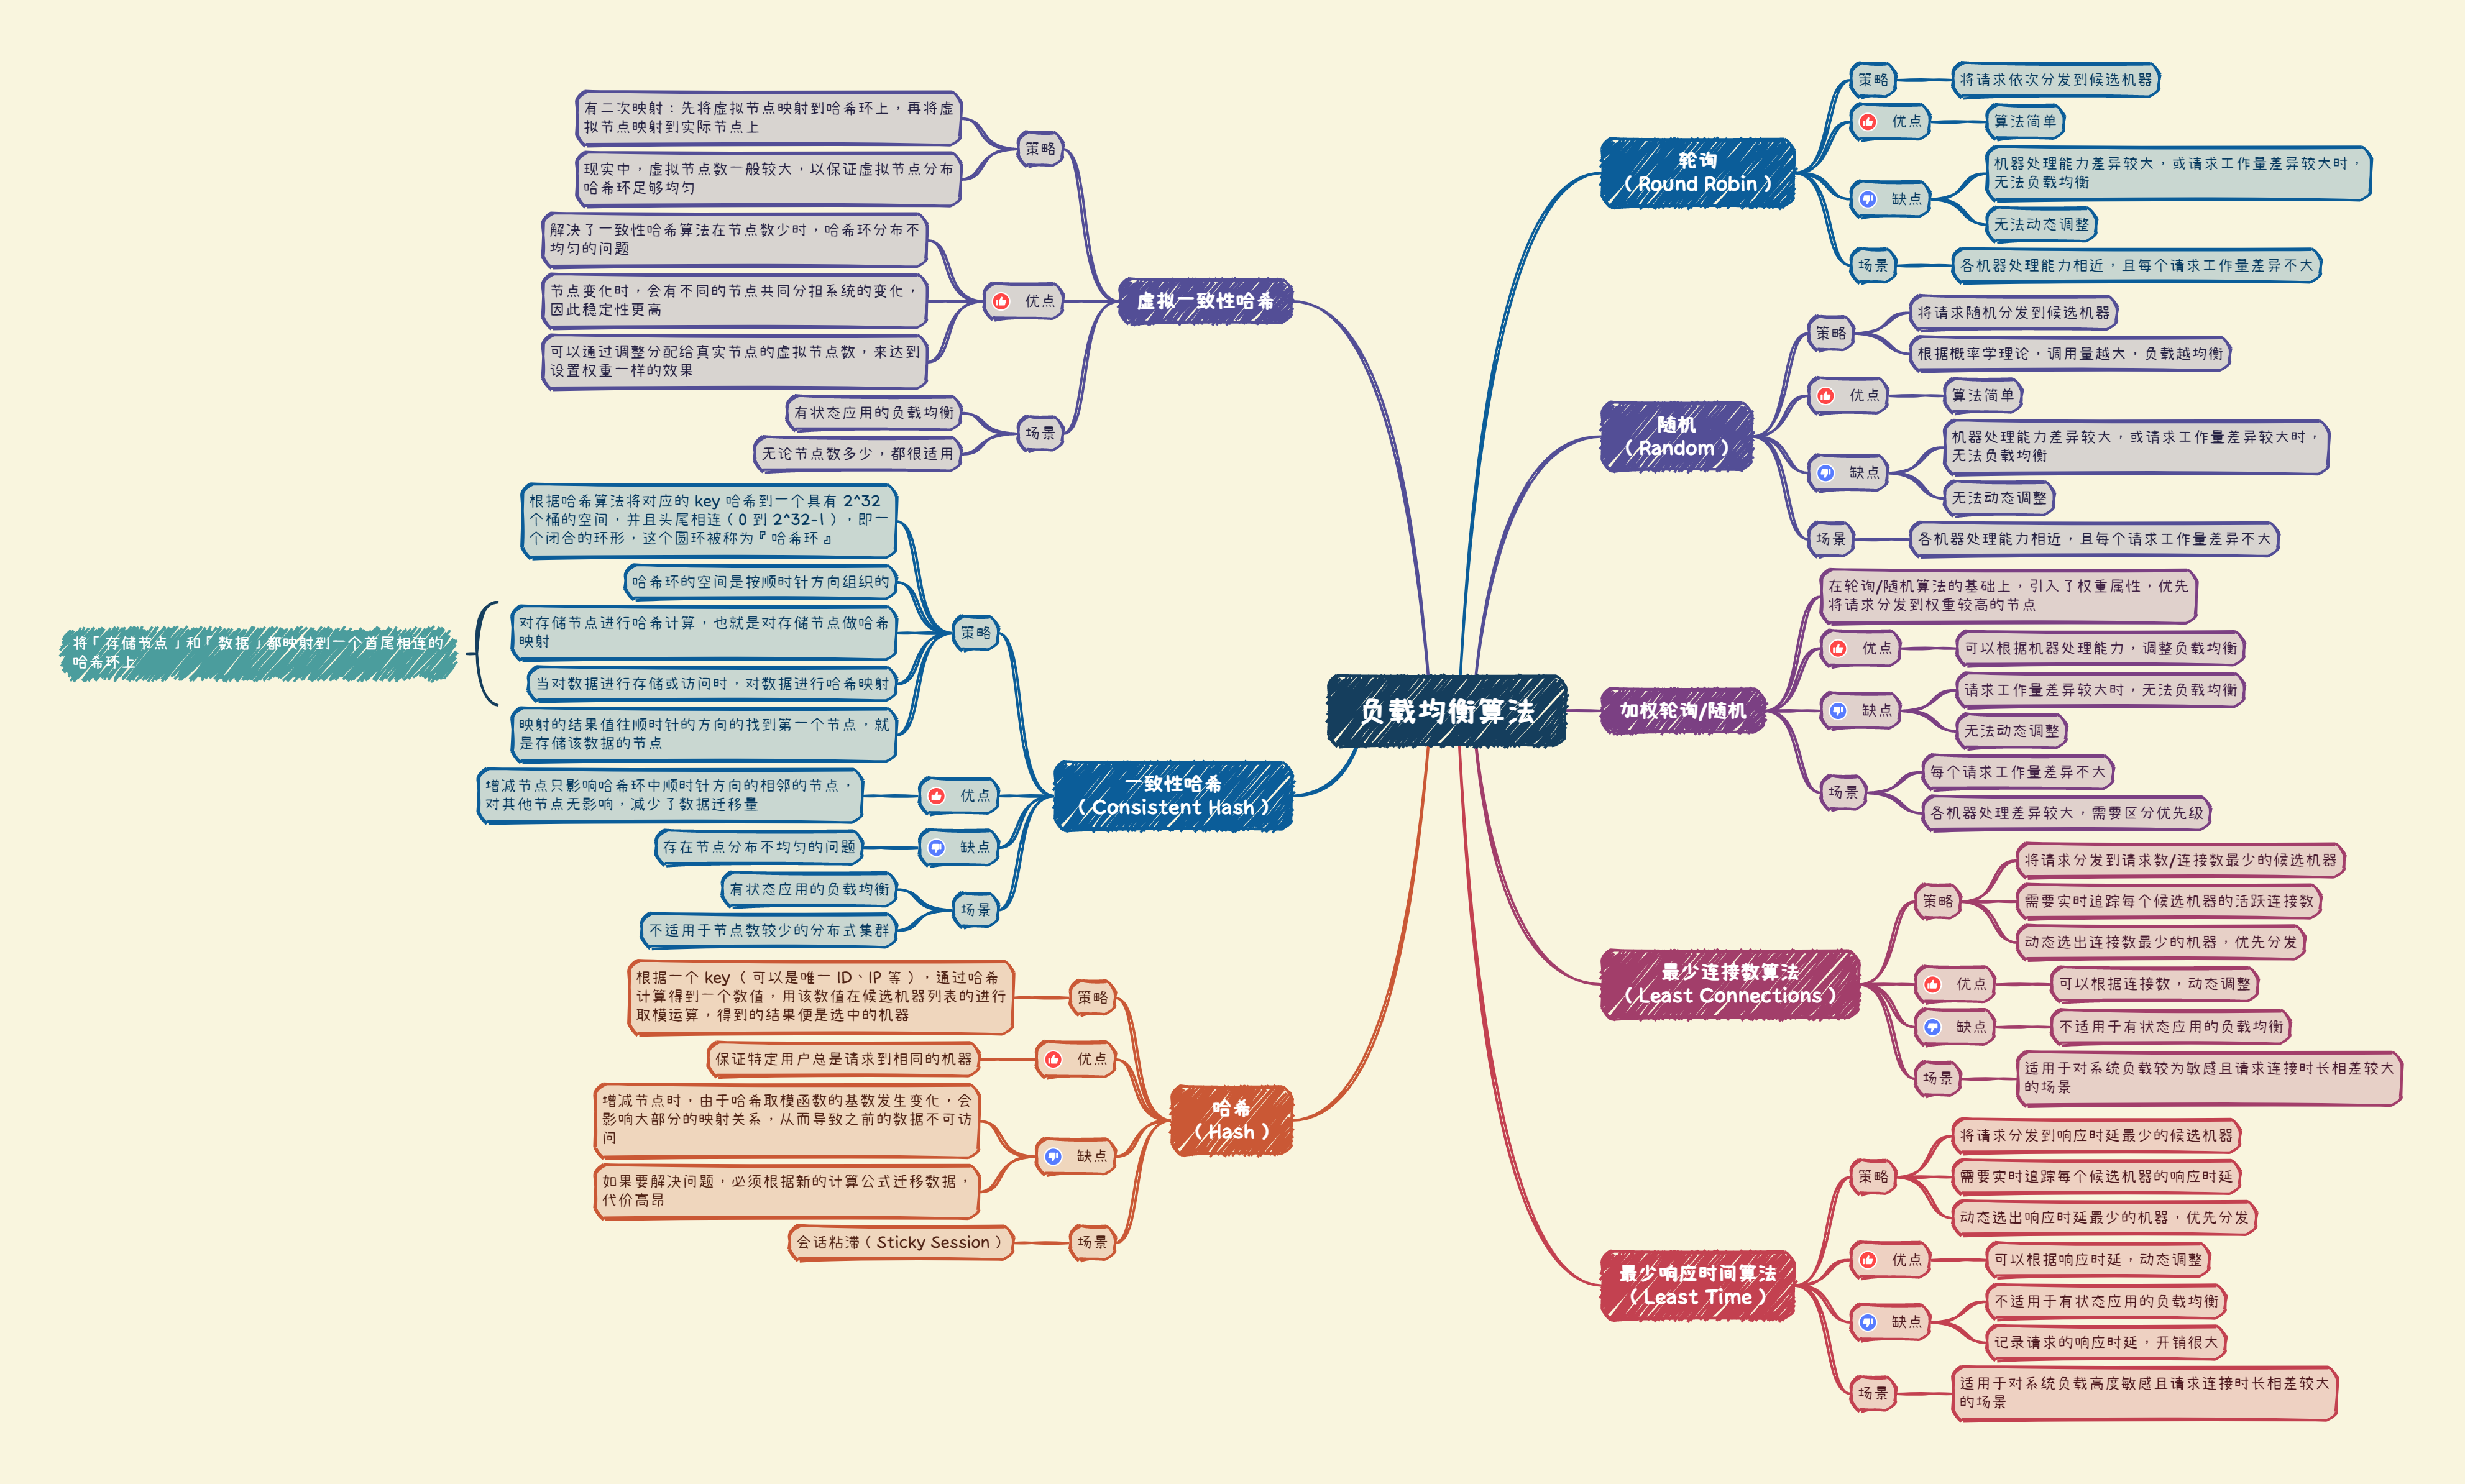 负载均衡算法
轮询
（Round Robin）
策略
将请求依次分发到候选机器
优点
算法简单
缺点
机器处理能力差异较大，或请求工作量差异较大时，
无法负载均衡
无法动态调整
场景
各机器处理能力相近，且每个请求工作量差异不大
随机
（Random）
策略
将请求随机分发到候选机器
根据概率学理论，调用量越大，负载越均衡
优点
算法简单
缺点
机器处理能力差异较大，或请求工作量差异较大时，
无法负载均衡
无法动态调整
场景
各机器处理能力相近，且每个请求工作量差异不大
加权轮询/随机
在轮询/随机算法的基础上，引入了权重属性，优先
将请求分发到权重较高的节点
优点
可以根据机器处理能力，调整负载均衡
缺点
请求工作量差异较大时，无法负载均衡
无法动态调整
场景
每个请求工作量差异不大
各机器处理差异较大，需要区分优先级
最少连接数算法
（Least Connections）
策略
将请求分发到请求数/连接数最少的候选机器
需要实时追踪每个候选机器的活跃连接数
动态选出连接数最少的机器，优先分发
优点
可以根据连接数，动态调整
缺点
不适用于有状态应用的负载均衡
场景
适用于对系统负载较为敏感且请求连接时长相差较大
的场景
最少响应时间算法
（Least Time）
策略
将请求分发到响应时延最少的候选机器
需要实时追踪每个候选机器的响应时延
动态选出响应时延最少的机器，优先分发
优点
可以根据响应时延，动态调整
缺点
不适用于有状态应用的负载均衡
记录请求的响应时延，开销很大
场景
适用于对系统负载高度敏感且请求连接时长相差较大
的场景
虚拟一致性哈希
策略
有二次映射：先将虚拟节点映射到哈希环上，再将虚
拟节点映射到实际节点上
现实中，虚拟节点数一般较大，以保证虚拟节点分布
哈希环足够均匀
优点
解决了一致性哈希算法在节点数少时，哈希环分布不
均匀的问题
节点变化时，会有不同的节点共同分担系统的变化，
因此稳定性更高
可以通过调整分配给真实节点的虚拟节点数，来达到
设置权重一样的效果
场景
有状态应用的负载均衡
无论节点数多少，都很适用
一致性哈希
（Consistent Hash）
策略
根据哈希算法将对应的 key 哈希到一个具有 2^32
个桶的空间，并且头尾相连（0 到 2^32-1），即一
个闭合的环形，这个圆环被称为『哈希环』
哈希环的空间是按顺时针方向组织的
对存储节点进行哈希计算，也就是对存储节点做哈希
映射
当对数据进行存储或访问时，对数据进行哈希映射
将「存储节点」和「数据」都映射到一个首尾相连的
哈希环上
映射的结果值往顺时针的方向的找到第一个节点，就
是存储该数据的节点
优点
增减节点只影响哈希环中顺时针方向的相邻的节点，
对其他节点无影响，减少了数据迁移量
缺点
存在节点分布不均匀的问题
场景
有状态应用的负载均衡
不适用于节点数较少的分布式集群
哈希
（Hash）
策略
根据一个 key（可以是唯一 ID、IP 等），通过哈希
计算得到一个数值，用该数值在候选机器列表的进行
取模运算，得到的结果便是选中的机器
优点
保证特定用户总是请求到相同的机器
缺点
增减节点时，由于哈希取模函数的基数发生变化，会
影响大部分的映射关系，从而导致之前的数据不可访
问
如果要解决问题，必须根据新的计算公式迁移数据，
代价高昂
场景
会话粘滞（Sticky Session）